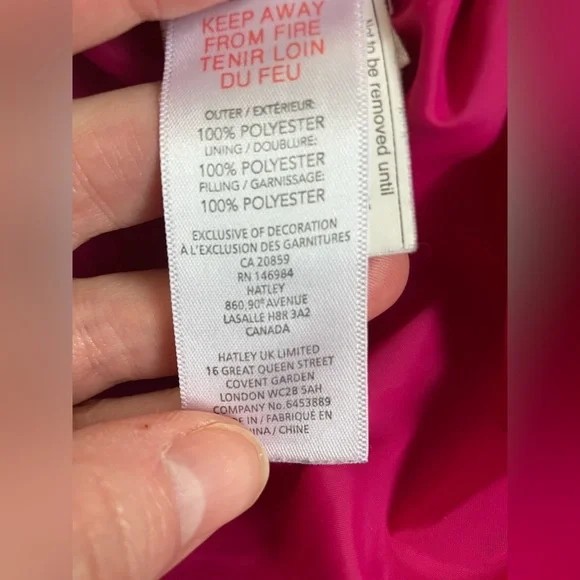 KEEP AWAY
FROM FIRE
TENIR LOIN
DU FEU
OUTER / EXTÉRIEUR:
100% POLYESTER
LINING / DOUBLURE:
100% POLYESTER
FILLING / GARNISSAGE:
100% POLYESTER
EXCLUSIVE OF DECORATION
À L'EXCLUSION DES GARNITURES
CA 20859
RN 146984
HATLEY
860,90e AVENUE
LASALLE H8R 3A2
CANADA
HATLEY UK LIMITED
16 GREAT QUEEN STREET
COVENT GARDEN
LONDON WC2B 5AH
COMPANY No.6453889
IN / FABRIQUÉ EN
/ CHINE
Not to be removed until